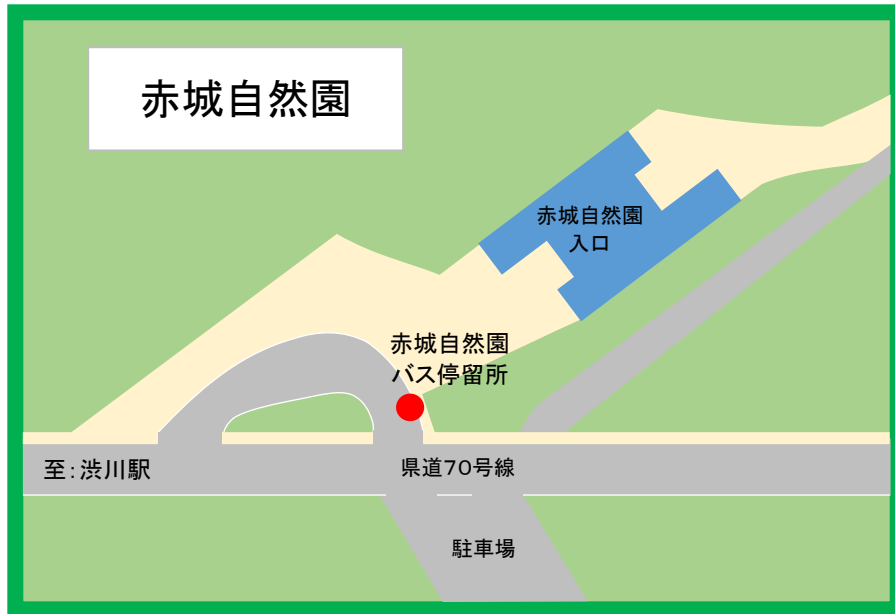 赤城自然園
赤城自然園
入口
赤城自然園
バス停留所
至：渋川駅
県道７０号線
駐車場